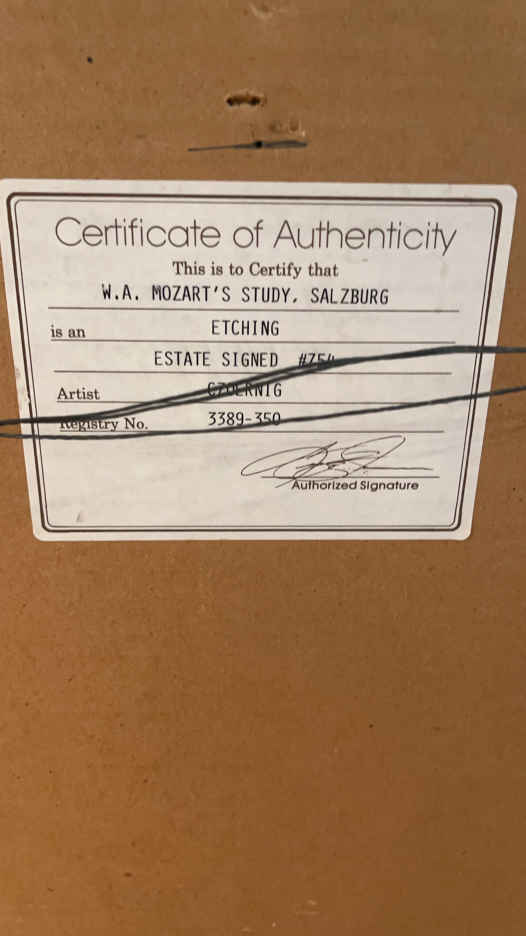 Certificate of Authenticity
This is to Certify that
W.A. MOZART'S STUDY, SALZBURG
is an ETCHING
ESTATE SIGNED
Artist CZOERNIG
Registry No. 3389-350
Authorized Signature